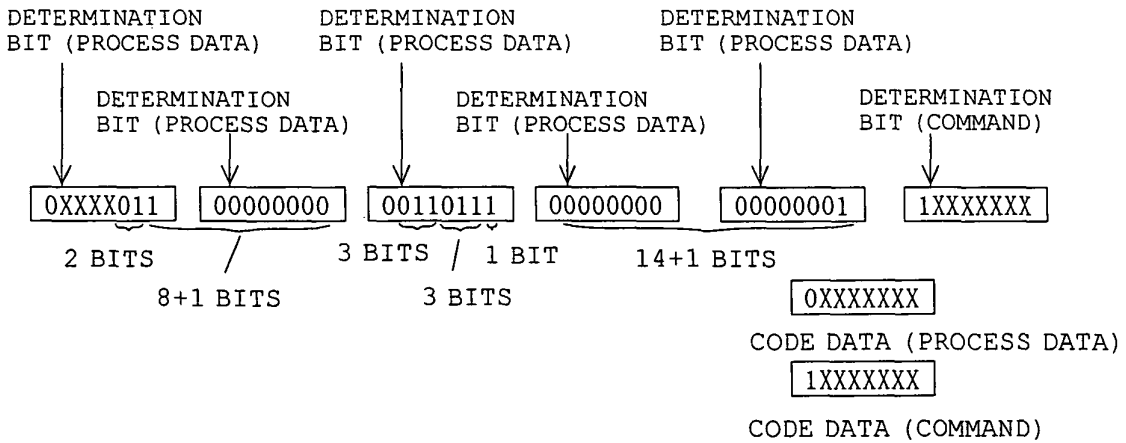 DETERMINATION
BIT (PROCESS DATA)
DETERMINATION
BIT (PROCESS DATA)
DETERMINATION
BIT (PROCESS DATA)
DETERMINATION
BIT (PROCESS DATA)
DETERMINATION
BIT (PROCESS DATA)
DETERMINATION
BIT (COMMAND)
0XXXX011 00000000 00110111 00000000 00000001 1XXXXXXX
2 BITS 3 BITS 1 BIT 14+1 BITS
8+1 BITS 3 BITS
0XXXXXXX
CODE DATA (PROCESS DATA)
1XXXXXXX
CODE DATA (COMMAND)